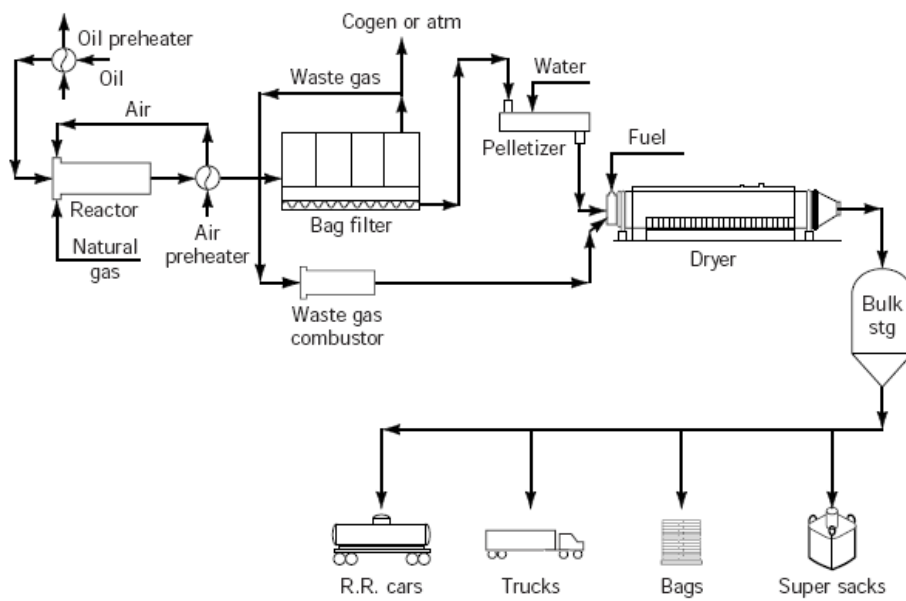 Cogen or atm
Oil preheater
Oil
Waste gas
Water
Air
Pelletizer
Fuel
Reactor
Bag filter
Natural
gas
Air
preheater
Dryer
Waste gas
combustor
Bulk
stg
R.R. cars
Trucks
Bags
Super sacks